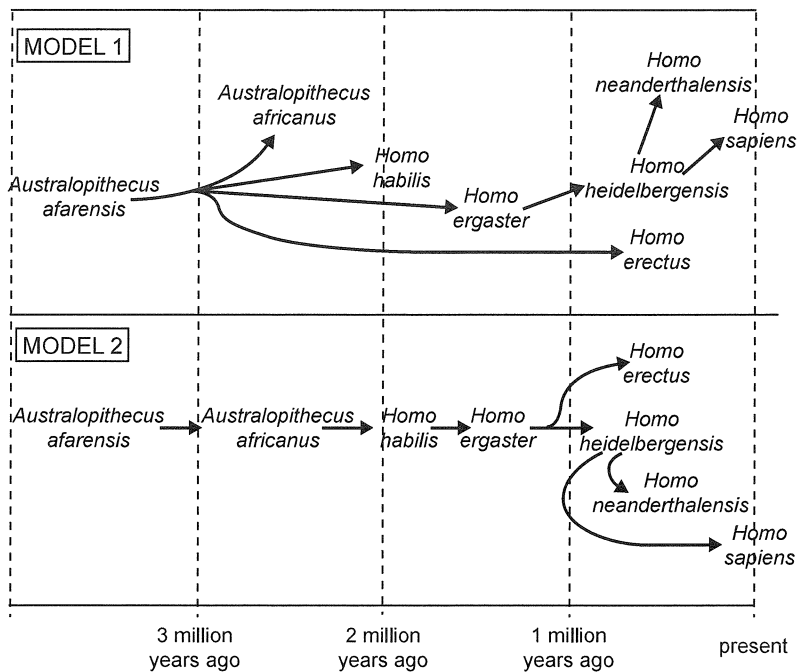 MODEL 1
Homo
neanderthalensis
Australopithecus
africanus
Homo
sapiens
Homo
habilis
Homo
heidelbergensis
Australopithecus
afarensis
Homo
ergaster
Homo
erectus
MODEL 2
Homo
erectus
Australopithecus
afarensis
Australopithecus
africanus
Homo
habilis
Homo
ergaster
Homo
heidelbergensis
Homo
neanderthalensis
Homo
sapiens
3 million
years ago
2 million
years ago
1 million
years ago
present